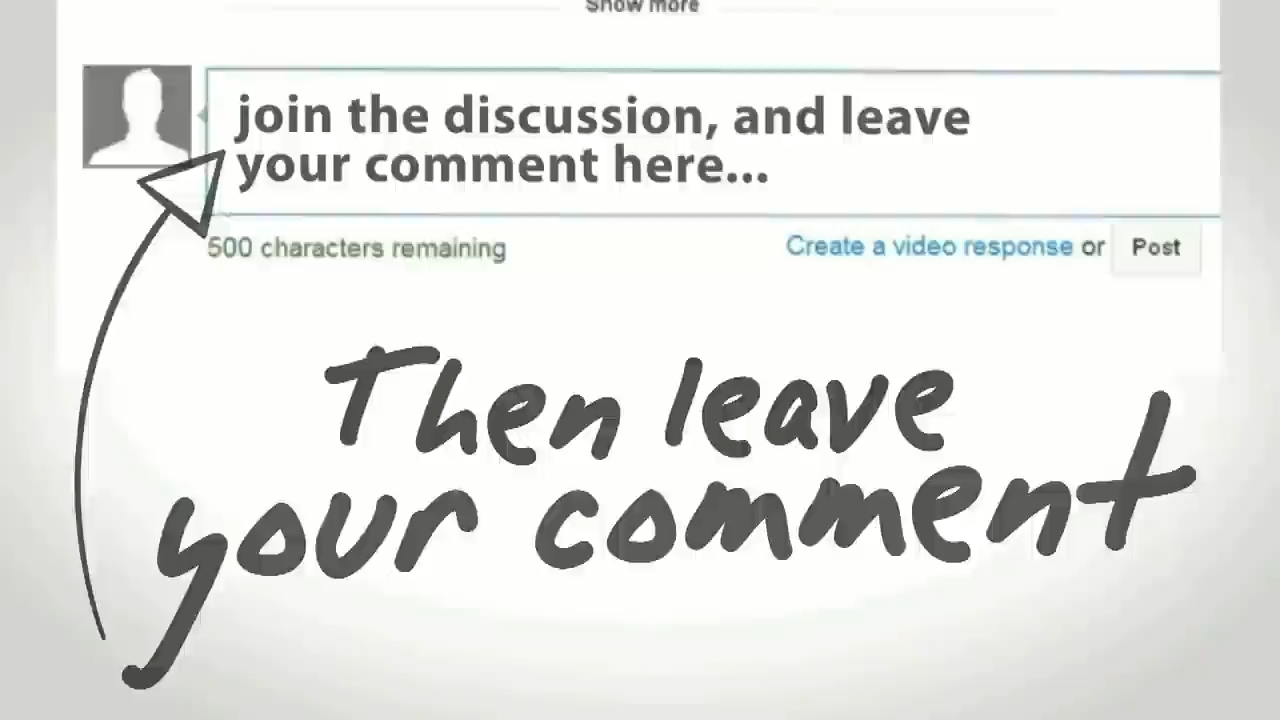 Show more
join the discussion, and leave
your comment here...
500 characters remaining
Create a video response or Post
Then leave
your comment